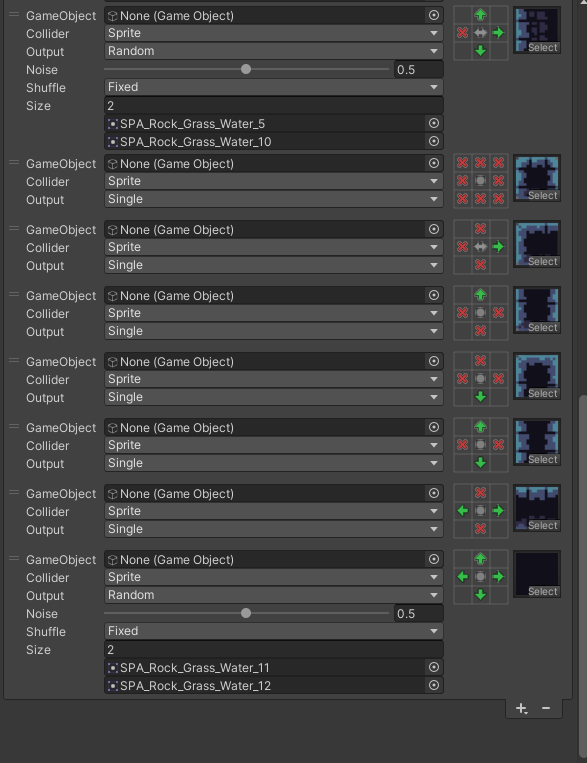 GameObject None (Game Object)
Collider Sprite
Output Random Select
Noise 0.5
Shuffle Fixed
Size 2
SPA_Rock_Grass_Water_5
SPA_Rock_Grass_Water_10
GameObject None (Game Object)
Collider Sprite
Output Single Select
GameObject None (Game Object)
Collider Sprite
Output Single Select
GameObject None (Game Object)
Collider Sprite
Output Single Select
GameObject None (Game Object)
Collider Sprite
Output Single Select
GameObject None (Game Object)
Collider Sprite
Output Single Select
GameObject None (Game Object)
Collider Sprite
Output Single Select
GameObject None (Game Object)
Collider Sprite
Output Random Select
Noise 0.5
Shuffle Fixed
Size 2
SPA_Rock_Grass_Water_11
SPA_Rock_Grass_Water_12